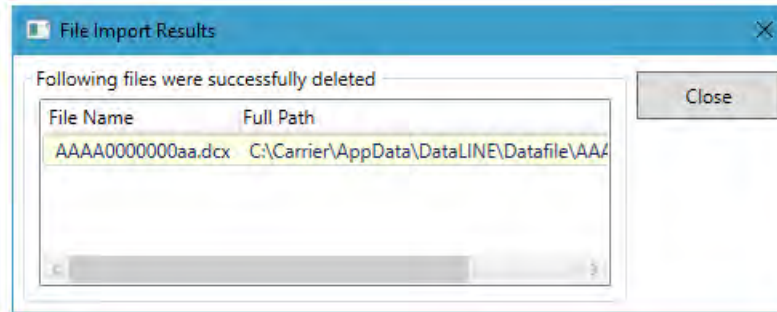 File Import Results
Following files were successfully deleted
Close
File Name Full Path
AAAA0000000aa.dcx C:\Carrier\AppData\DataLINE\Datafile\AAA